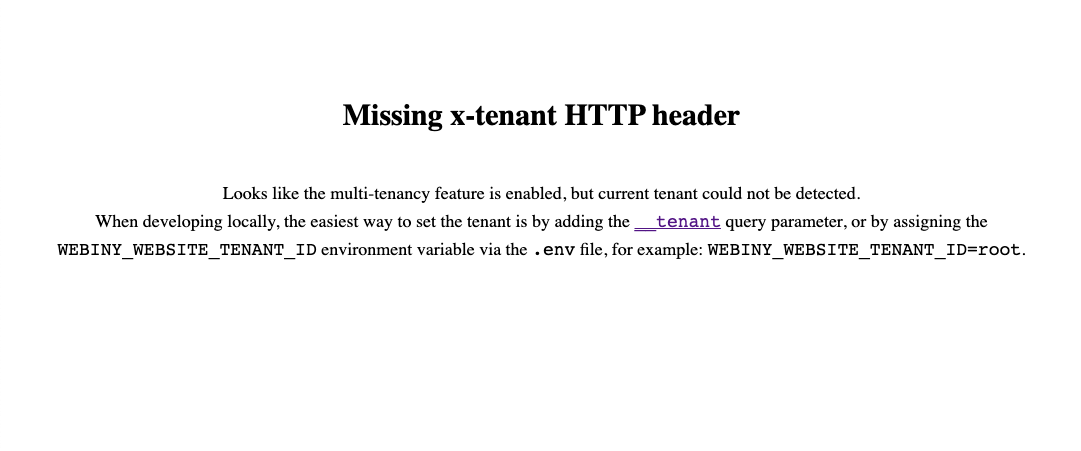 Missing x-tenant HTTP header
Looks like the multi-tenancy feature is enabled, but current tenant could not be detected.
When developing locally, the easiest way to set the tenant is by adding the __tenant query parameter, or by assigning the
WEBINY_WEBSITE_TENANT_ID environment variable via the .env file, for example: WEBINY_WEBSITE_TENANT_ID=root.